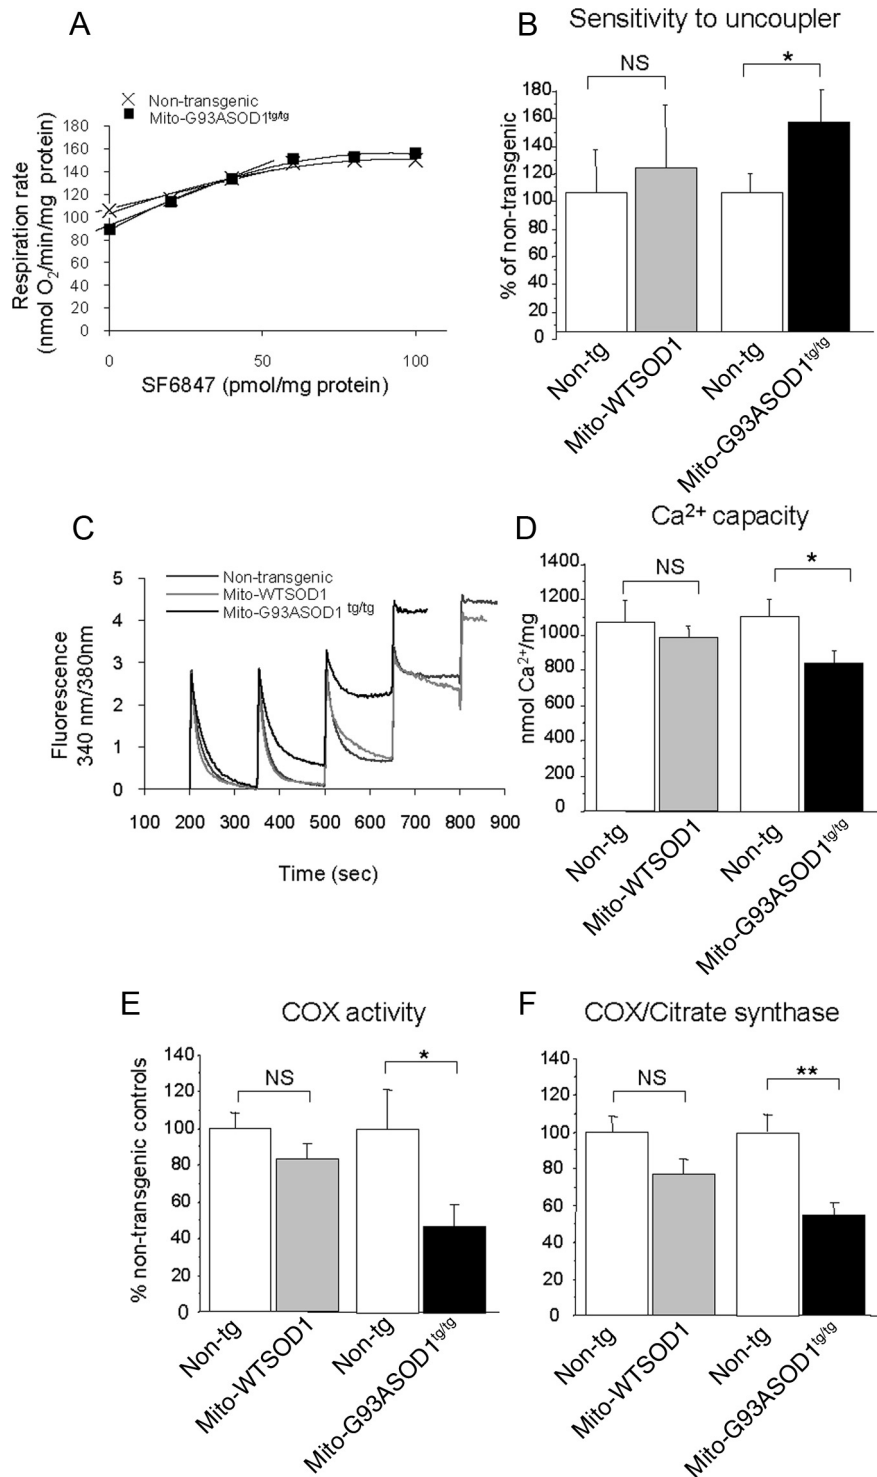 A
Non-transgenic
Mito-G93ASOD1tg/tg
Respiration rate
(nmol O2/min/mg protein)
180
160
140
120
100
80
60
40
20
0
0 50 100
SF6847 (pmol/mg protein)
B Sensitivity to uncoupler
NS *
% of non-transgenic
180
160
140
120
100
80
60
40
20
0
Non-tg
Mito-WTSOD1
Non-tg
Mito-G93ASOD1tg/tg
C
Non-transgenic
Mito-WTSOD1
Mito-G93ASOD1 tg/tg
Fluorescence
340 nm/380nm
5
4
3
2
1
0
100 200 300 400 500 600 700 800 900
Time (sec)
D Ca2+ capacity
NS *
nmol Ca2+/mg
1400
1200
1000
800
600
400
200
0
Non-tg
Mito-WTSOD1
Non-tg
Mito-G93ASOD1tg/tg
E COX activity
NS *
% non-transgenic controls
140
120
100
80
60
40
20
0
Non-tg
Mito-WTSOD1
Non-tg
Mito-G93ASOD1tg/tg
F COX/Citrate synthase
NS **
140
120
100
80
60
40
20
0
Non-tg
Mito-WTSOD1
Non-tg
Mito-G93ASOD1tg/tg